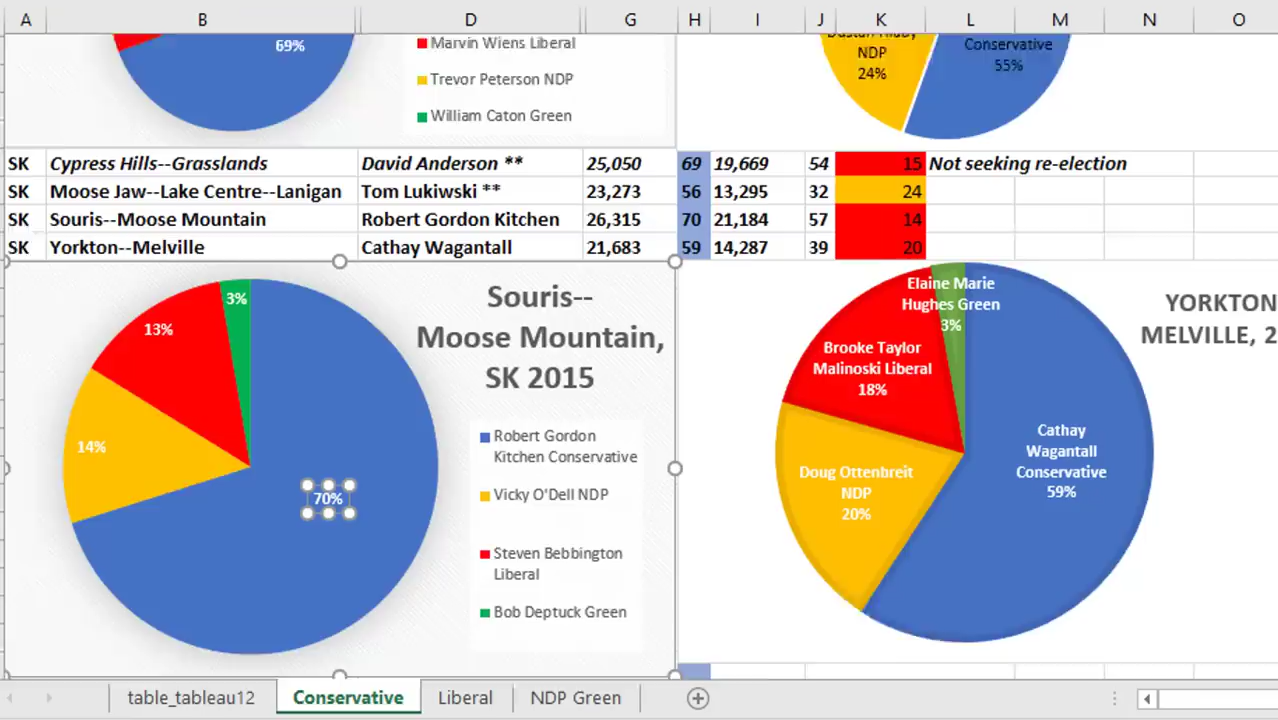 A B D G H I J K L M N O
69%
Marvin Wiens Liberal
Trevor Peterson NDP
William Caton Green
NDP
24%
Conservative
55%
SK Cypress Hills--Grasslands David Anderson ** 25,050 69 19,669 54 15 Not seeking re-election
SK Moose Jaw--Lake Centre--Lanigan Tom Lukiwski ** 23,273 56 13,295 32 24
SK Souris--Moose Mountain Robert Gordon Kitchen 26,315 70 21,184 57 14
SK Yorkton--Melville Cathay Wagantall 21,683 59 14,287 39 20
Souris--
Moose Mountain,
SK 2015
3%
13%
14%
70%
Robert Gordon
Kitchen Conservative
Vicky O'Dell NDP
Steven Bebbington
Liberal
Bob Deptuck Green
Elaine Marie
Hughes Green
3%
Brooke Taylor
Malinoski Liberal
18%
Doug Ottenbreit
NDP
20%
Cathay
Wagantall
Conservative
59%
YORKTON
MELVILLE, 2
table_tableau12 Conservative Liberal NDP Green